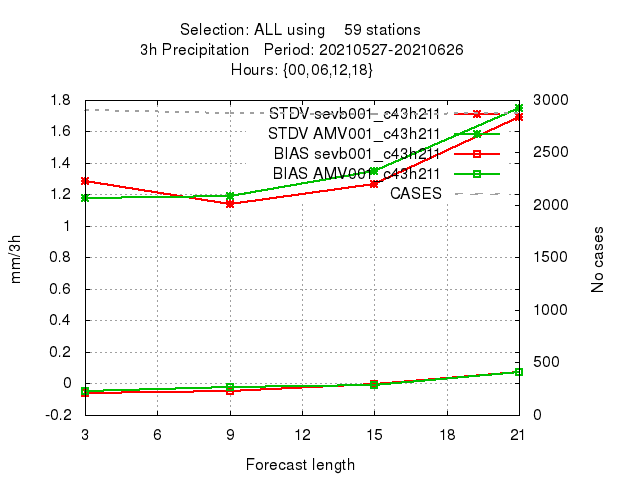 Selection: ALL using 59 stations
3h Precipitation Period: 20210527-20210626
Hours: {00,06,12,18}
1.8
1.6
1.4
1.2
1
0.8
0.6
0.4
0.2
0
-0.2
mm/3h
STDV sevb001_c43h211
STDV AMV001_c43h211
BIAS sevb001_c43h211
BIAS AMV001_c43h211
CASES
3000
2500
2000
1500
1000
500
0
No cases
3 6 9 12 15 18 21
Forecast length